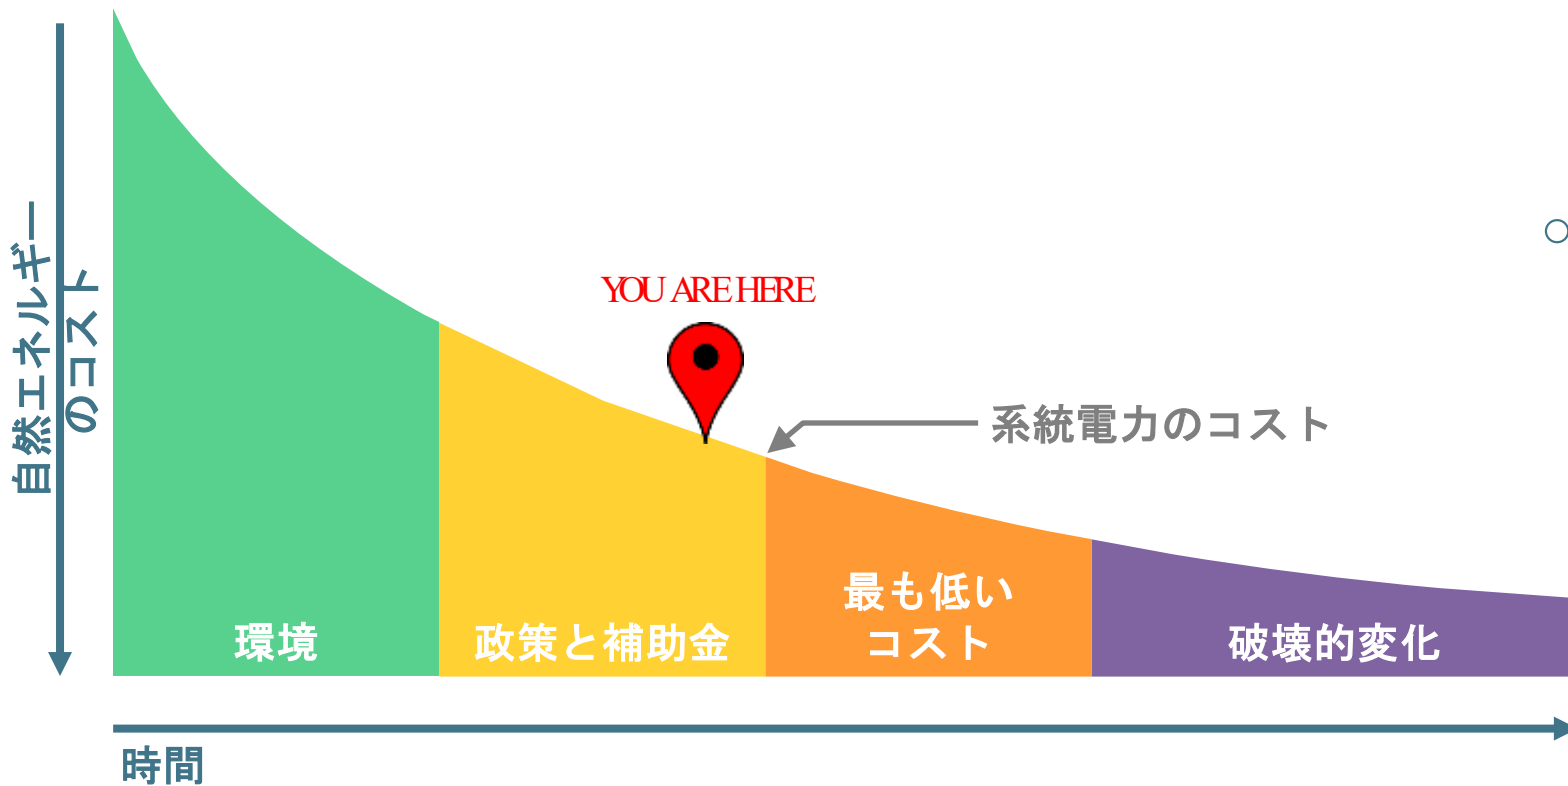 自然エネルギー
のコスト
YOU ARE HERE
系統電力のコスト
環境
政策と補助金
最も低い
コスト
破壊的変化
時間